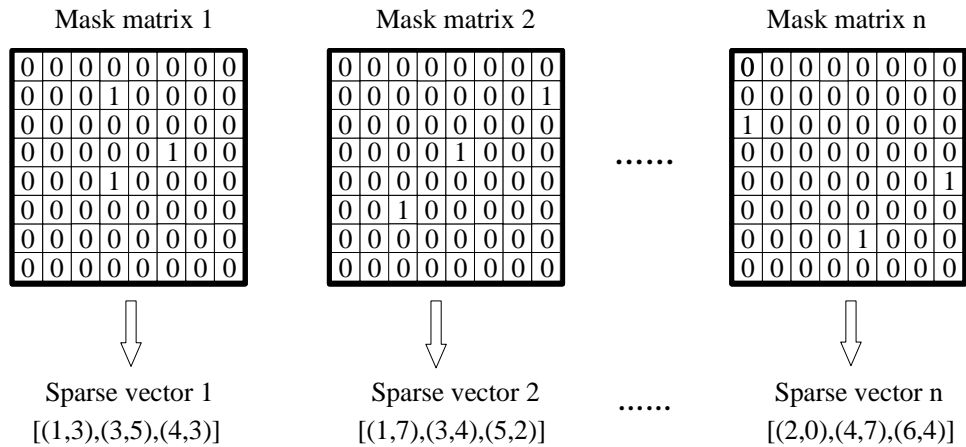 Mask matrix 1 Mask matrix 2 Mask matrix n
0 0 0 0 0 0 0 0 0 0 0 0 0 0 0 0 0 0 0 0 0 0 0 0
0 0 0 1 0 0 0 0 0 0 0 0 0 0 0 1 0 0 0 0 0 0 0 0
0 0 0 0 0 0 0 0 0 0 0 0 0 0 0 0 1 0 0 0 0 0 0 0
0 0 0 0 0 1 0 0 0 0 0 0 1 0 0 0 ...... 0 0 0 0 0 0 0 0
0 0 0 1 0 0 0 0 0 0 0 0 0 0 0 0 0 0 0 0 0 0 0 1
0 0 0 0 0 0 0 0 0 0 1 0 0 0 0 0 0 0 0 0 0 0 0 0
0 0 0 0 0 0 0 0 0 0 0 0 0 0 0 0 0 0 0 0 1 0 0 0
0 0 0 0 0 0 0 0 0 0 0 0 0 0 0 0 0 0 0 0 0 0 0 0
Sparse vector 1 Sparse vector 2 ...... Sparse vector n
[(1,3),(3,5),(4,3)] [(1,7),(3,4),(5,2)] [(2,0),(4,7),(6,4)]